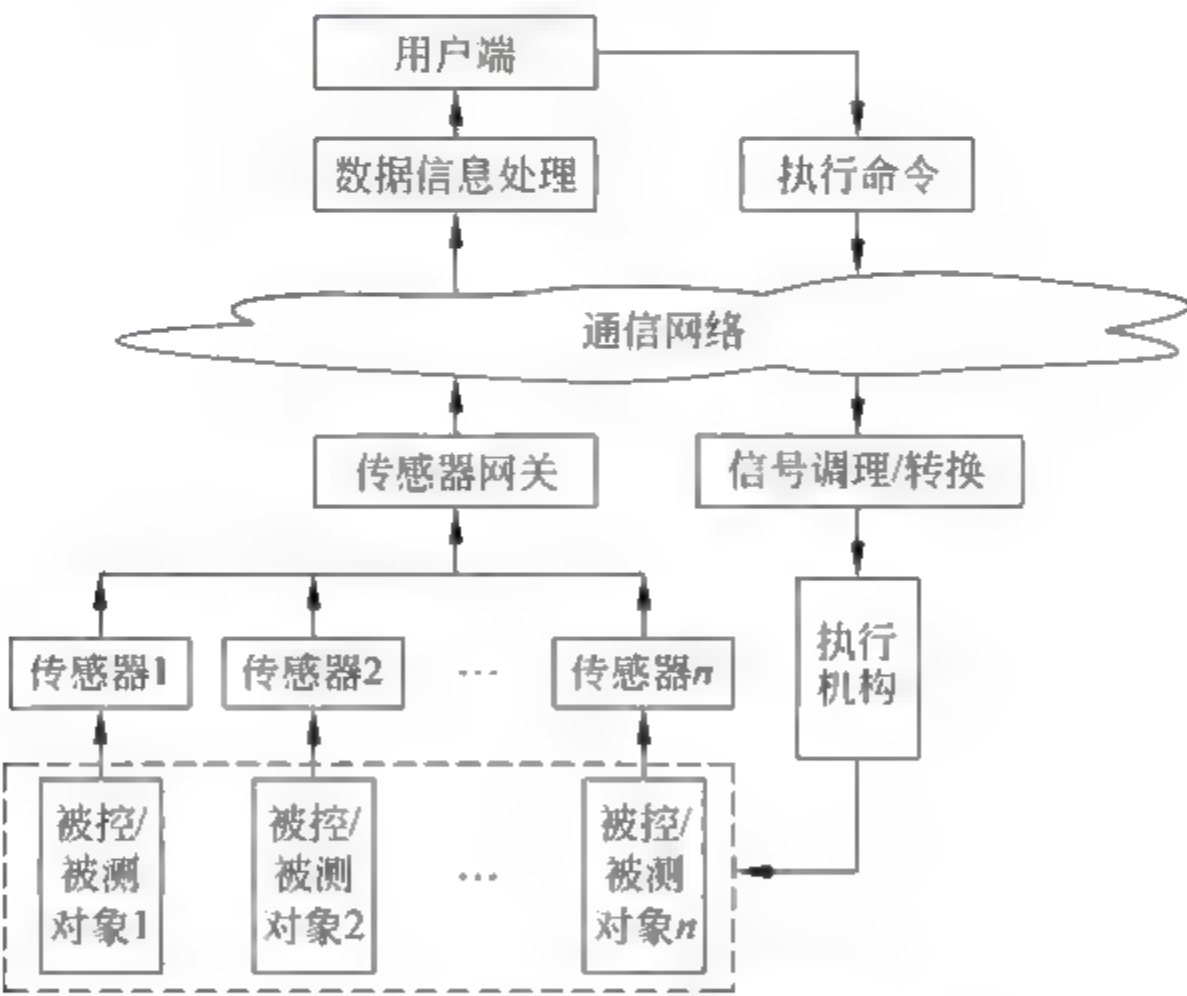 用户端
数据信息处理
执行命令
通信网络
传感器网关
信号调理/转换
传感器1
传感器2
…
传感器n
执行
机构
被控/
被测
对象1
被控/
被测
对象2
…
被控/
被测
对象n